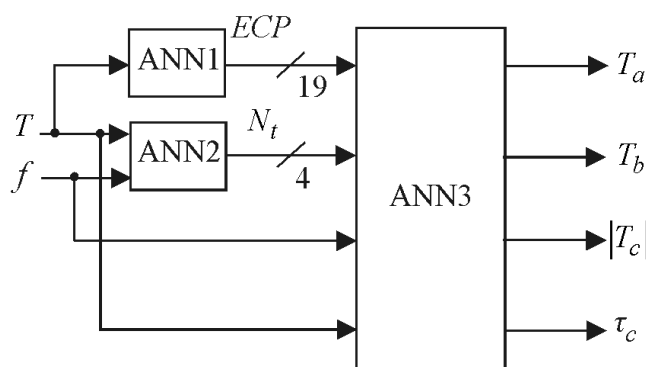 ECP
ANN1
19
T_a
T
N_t
ANN2
4
T_b
f
ANN3
|T_c|
τ_c